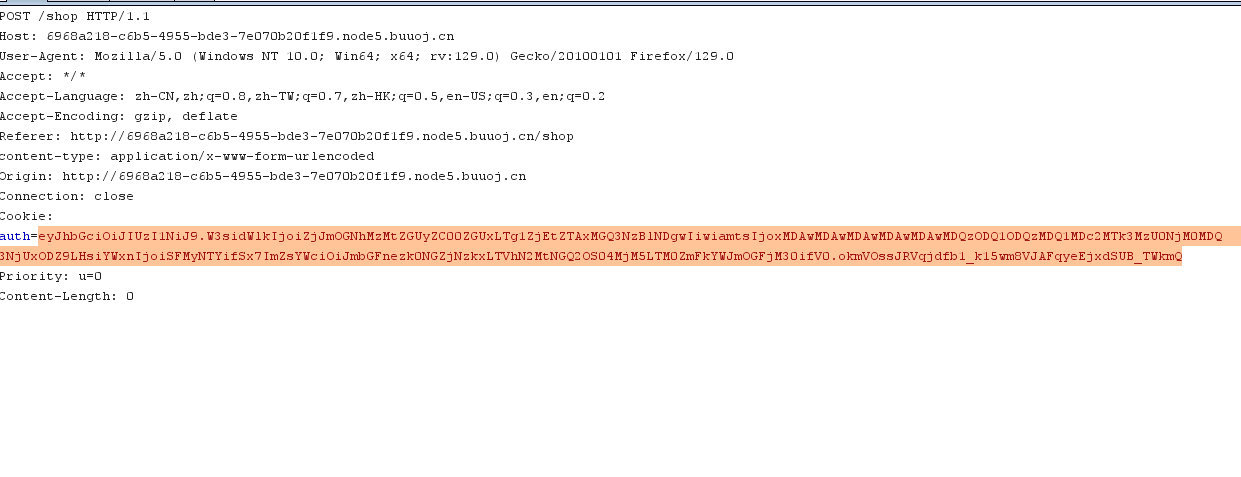 POST /shop HTTP/1.1
Host: 6968a218-c6b5-4955-bde3-7e070b20f1f9.node5.buuoj.cn
User-Agent: Mozilla/5.0 (Windows NT 10.0; Win64; x64; rv:129.0) Gecko/20100101 Firefox/129.0
Accept: */*
Accept-Language: zh-CN,zh;q=0.8,zh-TW;q=0.7,zh-HK;q=0.5,en-US;q=0.3,en;q=0.2
Accept-Encoding: gzip, deflate
Referer: http://6968a218-c6b5-4955-bde3-7e070b20f1f9.node5.buuoj.cn/shop
content-type: application/x-www-form-urlencoded
Origin: http://6968a218-c6b5-4955-bde3-7e070b20f1f9.node5.buuoj.cn
Connection: close
Cookie:
auth=eyJhbGciOiJIUzI1NiJ9.W3sidWlkIjoiZjJmOGNhMzMtZGUyZC00ZGUxLTg1ZjEtZTAxMGQ3NzBlNDgwIiwiamtsIjoxMDAwMDAwMDAwMDAwMDAwMDQzODQ1ODQzMDQ1MDc2MTk3MzU0NjM0MDQ
3NjUxODZ9LHsiYWxnIjoiSFMyNTYifSx7ImZsYWciOiJmbGFnezk0NGZjNzkxLTVhN2MtNGQ2OS04MjM5LTM0ZmFkYWJmOGFjM30ifV0.okmVOssJRVqjdfb1_k15wm8VJAFqyeEjxdSUB_TWkmQ
Priority: u=0
Content-Length: 0